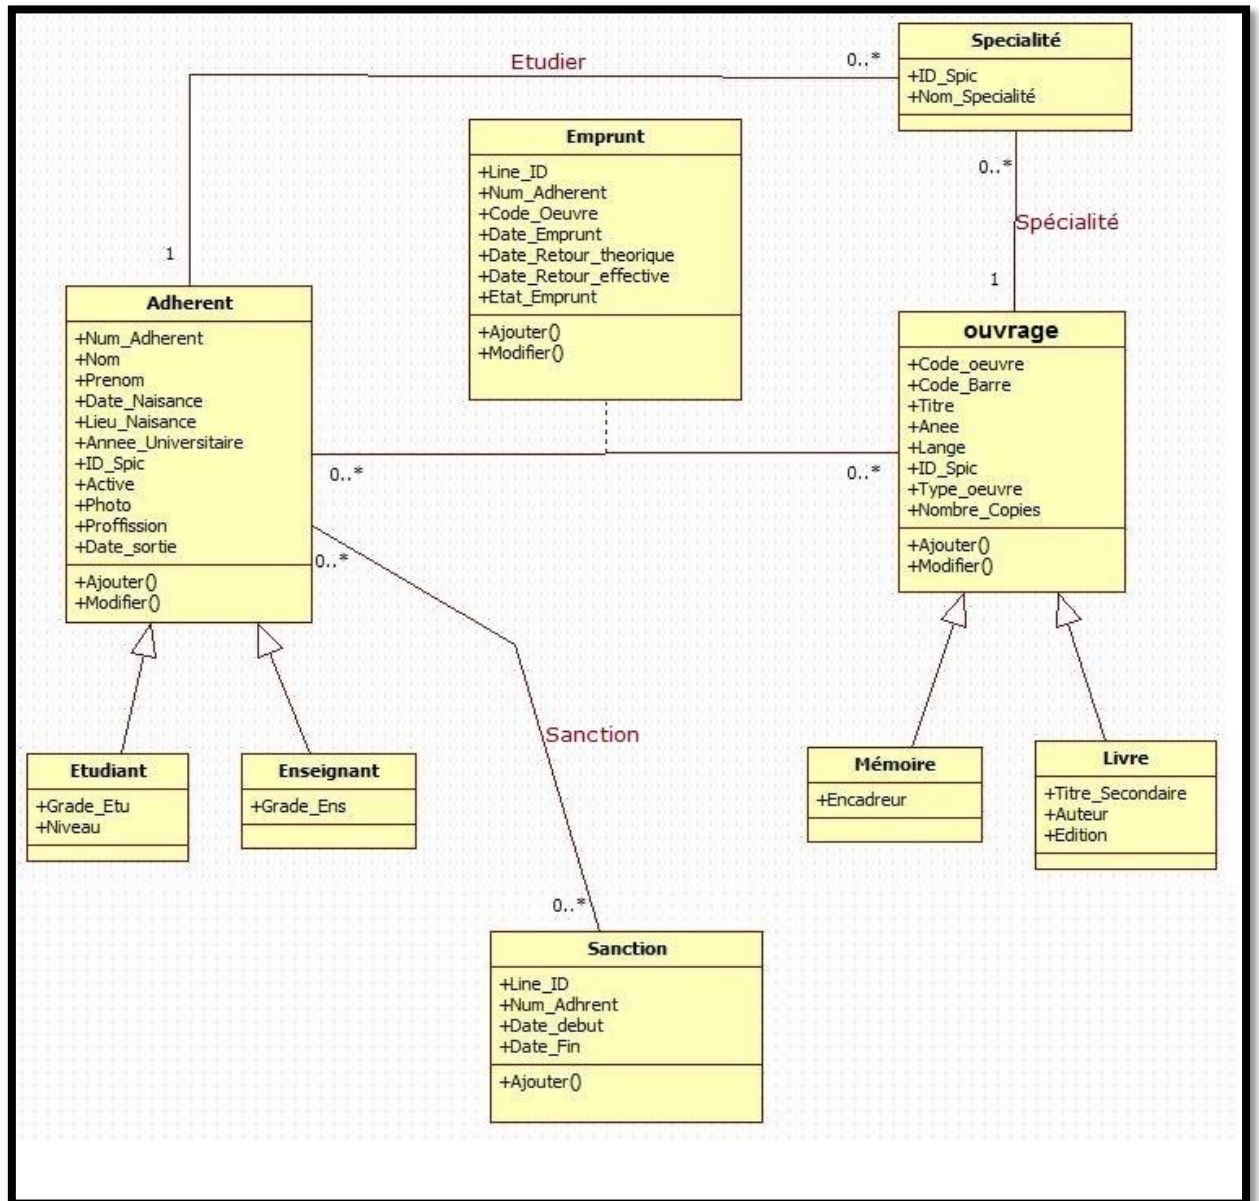 Etudier
0..*
Specialité
+ID_Spic
+Nom_Specialité
0..*
Spécialité
1
Emprunt
+Line_ID
+Num_Adherent
+Code_Oeuvre
+Date_Emprunt
+Date_Retour_theorique
+Date_Retour_effective
+Etat_Emprunt
+Ajouter()
+Modifier()
1
Adherent
+Num_Adherent
+Nom
+Prenom
+Date_Naisance
+Lieu_Naisance
+Annee_Universitaire
+ID_Spic
+Active
+Photo
+Proffission
+Date_sortie
+Ajouter()
+Modifier()
0..*
0..*
0..*
ouvrage
+Code_oeuvre
+Code_Barre
+Titre
+Anee
+Lange
+ID_Spic
+Type_oeuvre
+Nombre_Copies
+Ajouter()
+Modifier()
Etudiant
+Grade_Etu
+Niveau
Enseignant
+Grade_Ens
Sanction
Mémoire
+Encadreur
Livre
+Titre_Secondaire
+Auteur
+Edition
0..*
Sanction
+Line_ID
+Num_Adhrent
+Date_debut
+Date_Fin
+Ajouter()